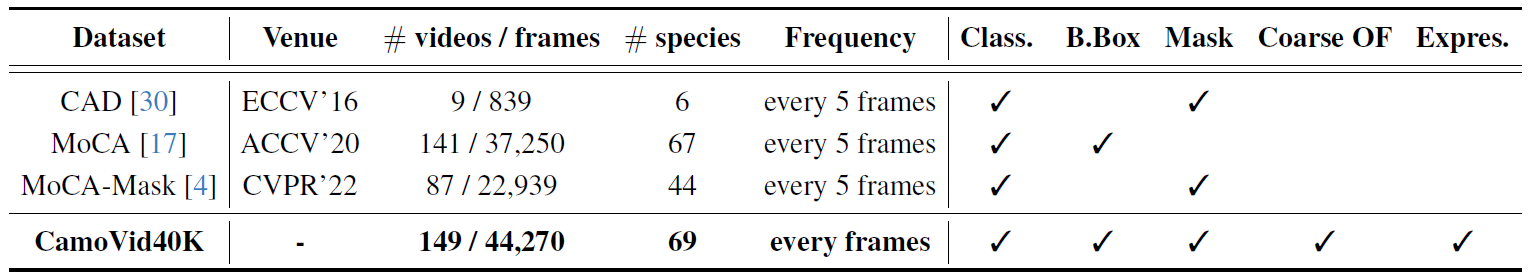 Dataset Venue # videos / frames # species Frequency Class. B.Box Mask Coarse OF Expres.
CAD [30] ECCV’16 9 / 839 6 every 5 frames ✓ ✓
MoCA [17] ACCV’20 141 / 37,250 67 every 5 frames ✓ ✓
MoCA-Mask [4] CVPR’22 87 / 22,939 44 every 5 frames ✓ ✓
CamoVid40K - 149 / 44,270 69 every frames ✓ ✓ ✓ ✓ ✓